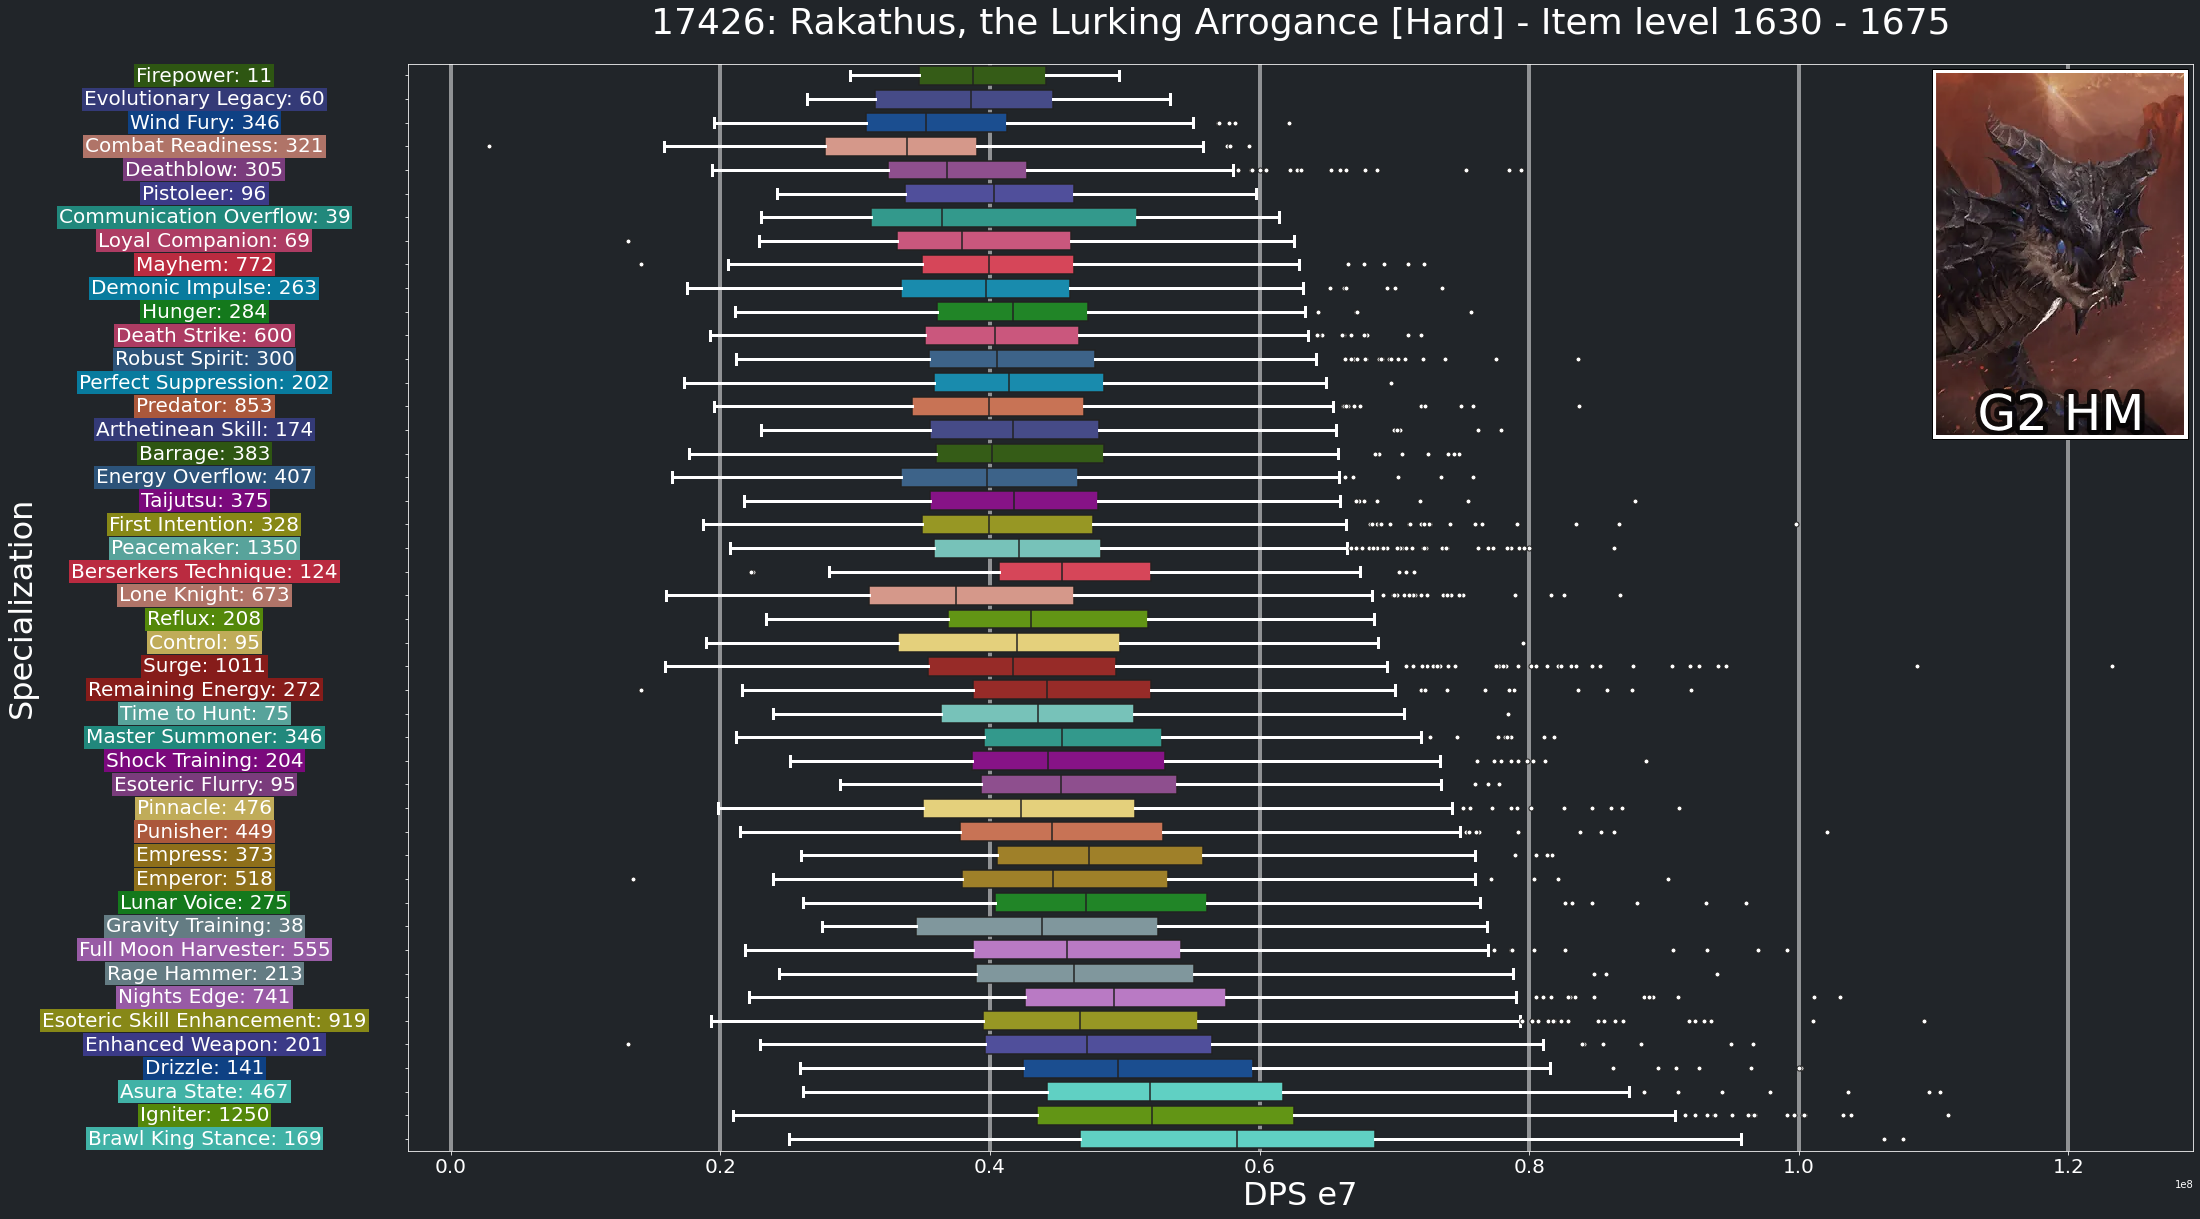 17426: Rakathus, the Lurking Arrogance [Hard] - Item level 1630 - 1675
Firepower: 11
Evolutionary Legacy: 60
Wind Fury: 346
Combat Readiness: 321
Deathblow: 305
Pistoleer: 96
Communication Overflow: 39
Loyal Companion: 69
Mayhem: 772
Demonic Impulse: 263
Hunger: 284
Death Strike: 600
Robust Spirit: 300
Perfect Suppression: 202
Predator: 853
Arthetinean Skill: 174
Barrage: 383
Energy Overflow: 407
Taijutsu: 375
First Intention: 328
Peacemaker: 1350
Berserkers Technique: 124
Lone Knight: 673
Reflux: 208
Control: 95
Surge: 1011
Remaining Energy: 272
Time to Hunt: 75
Master Summoner: 346
Shock Training: 204
Esoteric Flurry: 95
Pinnacle: 476
Punisher: 449
Empress: 373
Emperor: 518
Lunar Voice: 275
Gravity Training: 38
Full Moon Harvester: 555
Rage Hammer: 213
Nights Edge: 741
Esoteric Skill Enhancement: 919
Enhanced Weapon: 201
Drizzle: 141
Asura State: 467
Igniter: 1250
Brawl King Stance: 169
Specialization
G2 HM
0.0 0.2 0.4 0.6 0.8 1.0 1.2
DPS e7
1e8